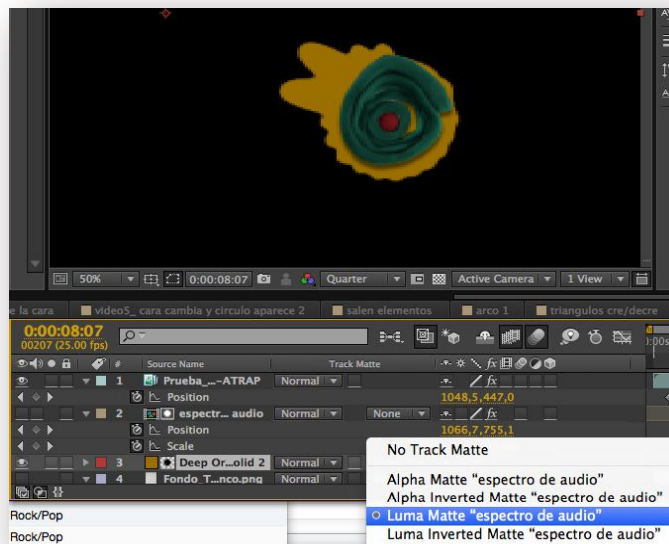 50%
0:00:08:07
Quarter
Active Camera
1 View
e la cara
video5_ cara cambia y circulo aparece 2
salen elementos
arco 1
triangulos cre/decre
0:00:08:07
00207 (25.00 fps)
:00s
#
Source Name
Track Matte
fx
1
Prueba_...-ATRAP
Normal
fx
Position
1048,5,447,0
2
espectr... audio
Normal
None
fx
Position
1066,7,755,1
Scale
3
Deep Or...olid 2
Normal
4
Fondo_T...nco.png
Normal
No Track Matte
Alpha Matte "espectro de audio"
Alpha Inverted Matte "espectro de audio"
Luma Matte "espectro de audio"
Luma Inverted Matte "espectro de audio"
Rock/Pop
Rock/Pop